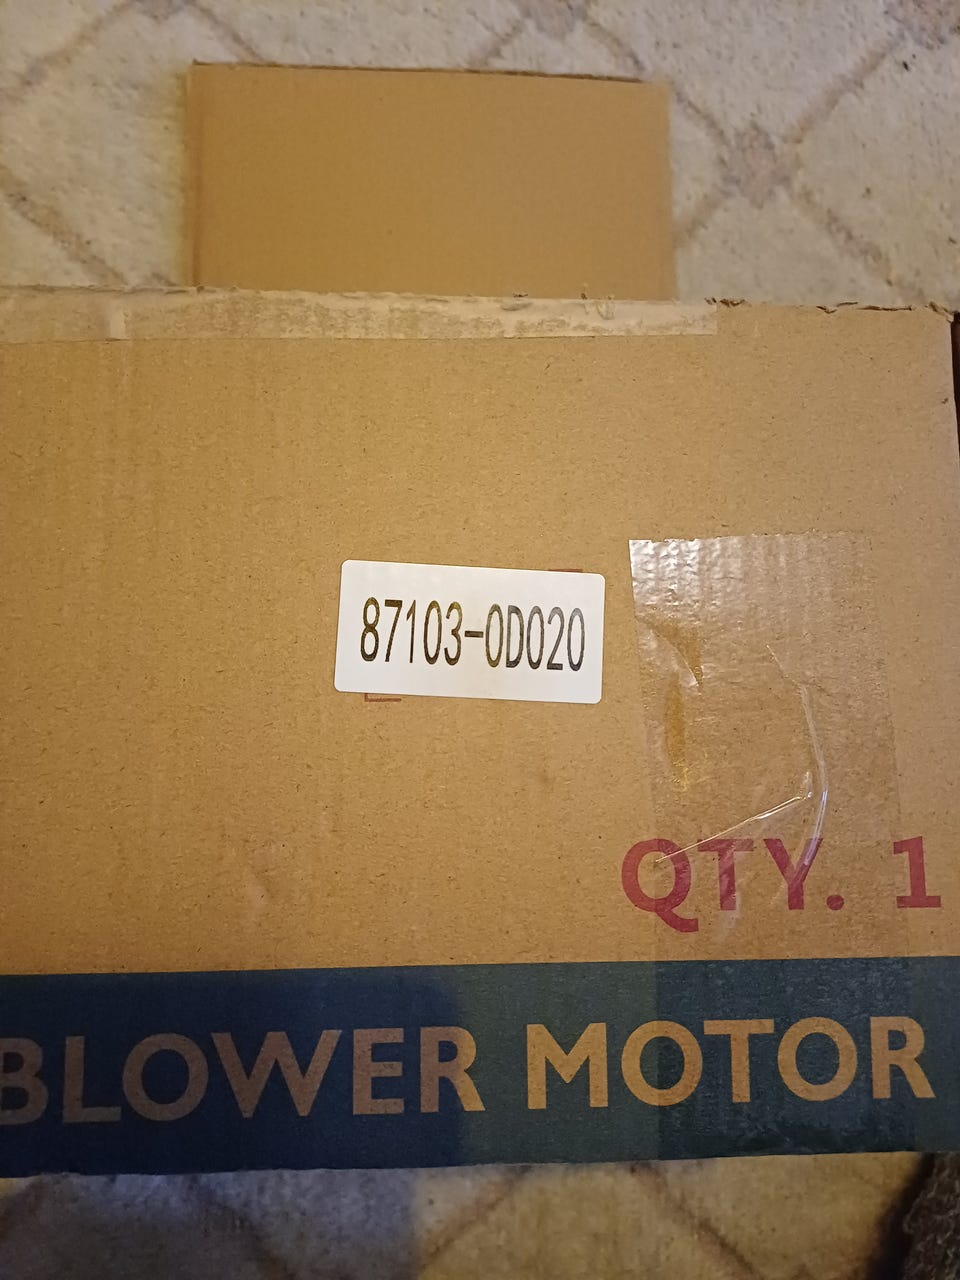 87103-0D020
QTY. 1
BLOWER MOTOR